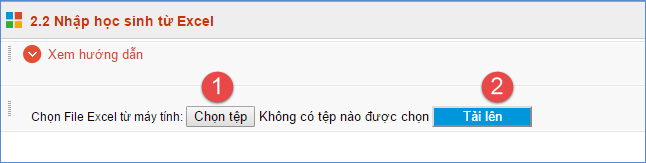 2.2 Nhập học sinh từ Excel
Xem hướng dẫn
1 2
Chọn File Excel từ máy tính: Chọn tệp Không có tệp nào được chọn Tải lên